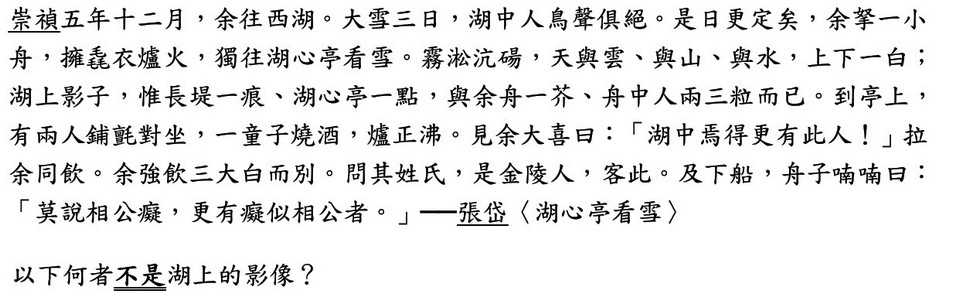 崇禎五年十二月，余往西湖。大雪三日，湖中人鳥聲俱絕。是日更定矣，余拏一小
舟，擁毳衣爐火，獨往湖心亭看雪。霧淞沆碭，天與雲、與山、與水，上下一白；
湖上影子，惟長堤一痕、湖心亭一點，與余舟一芥、舟中人兩三粒而已。到亭上，
有兩人鋪氈對坐，一童子燒酒，爐正沸。見余大喜曰：「湖中焉得更有此人！」拉
余同飲。余強飲三大白而別。問其姓氏，是金陵人，客此。及下船，舟子喃喃曰：
「莫說相公癡，更有癡似相公者。」──張岱〈湖心亭看雪〉
以下何者不是湖上的影像？